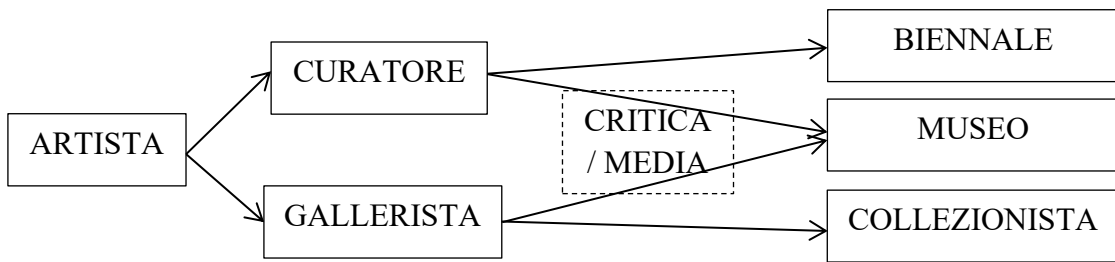 ARTISTA
CURATORE
GALLERISTA
CRITICA
/ MEDIA
BIENNALE
MUSEO
COLLEZIONISTA